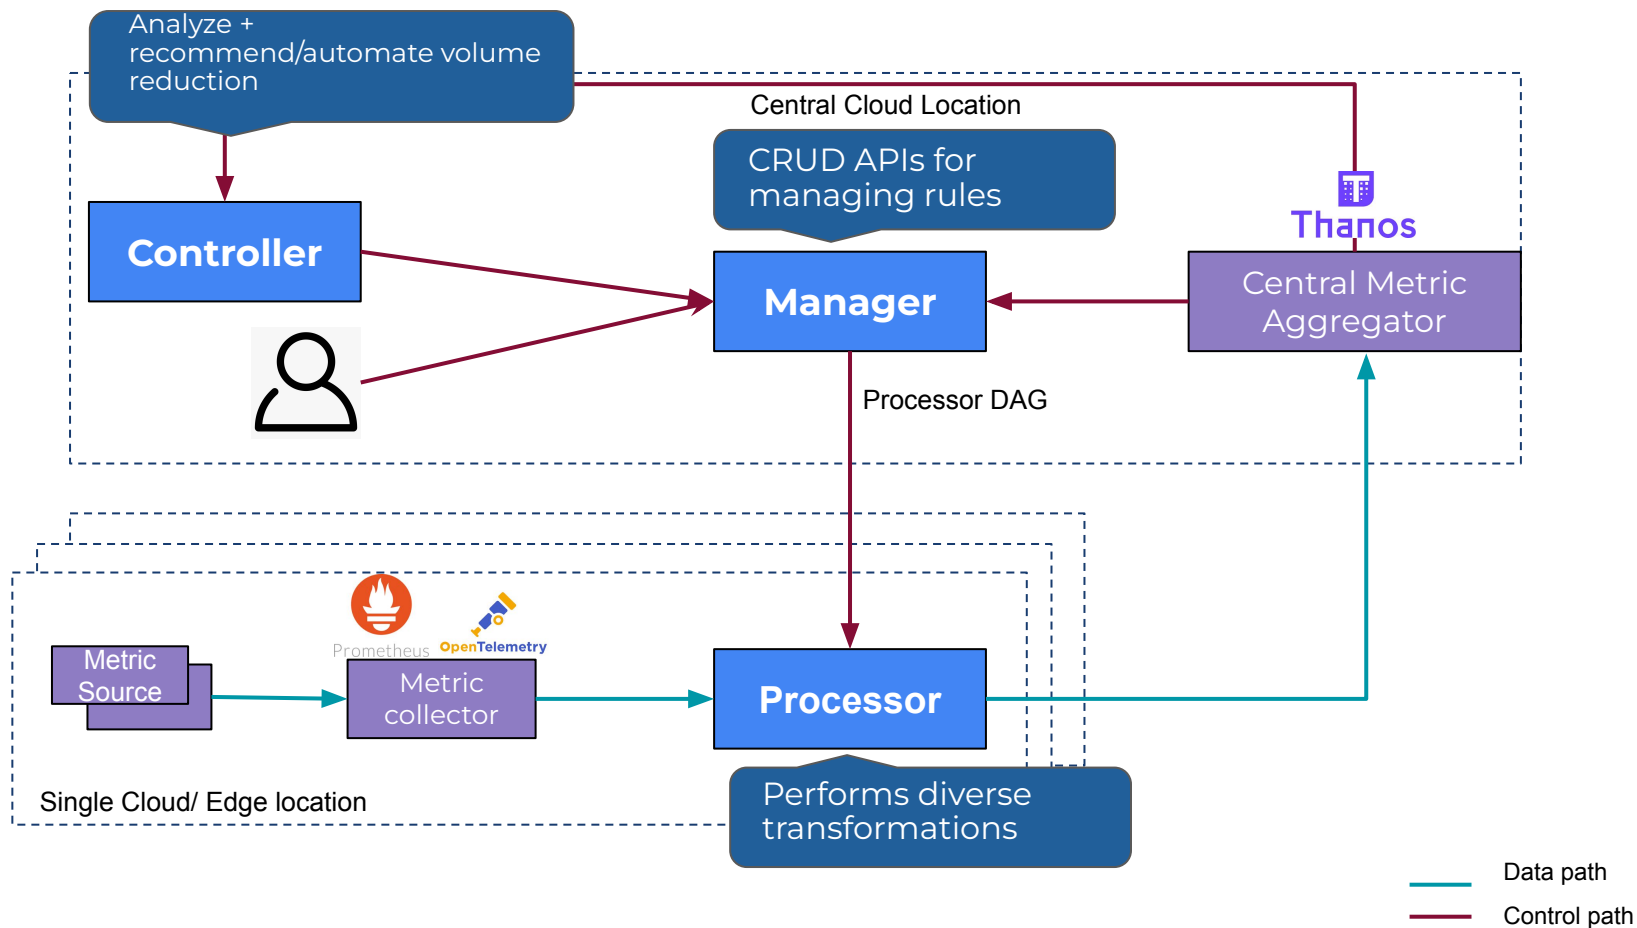 Analyze +
recommend/automate volume
reduction
Central Cloud Location
CRUD APIs for
managing rules
Thanos
Controller
Manager
Central Metric
Aggregator
Processor DAG
Prometheus
OpenTelemetry
Metric
Source
Metric
collector
Processor
Single Cloud/ Edge location
Performs diverse
transformations
Data path
Control path